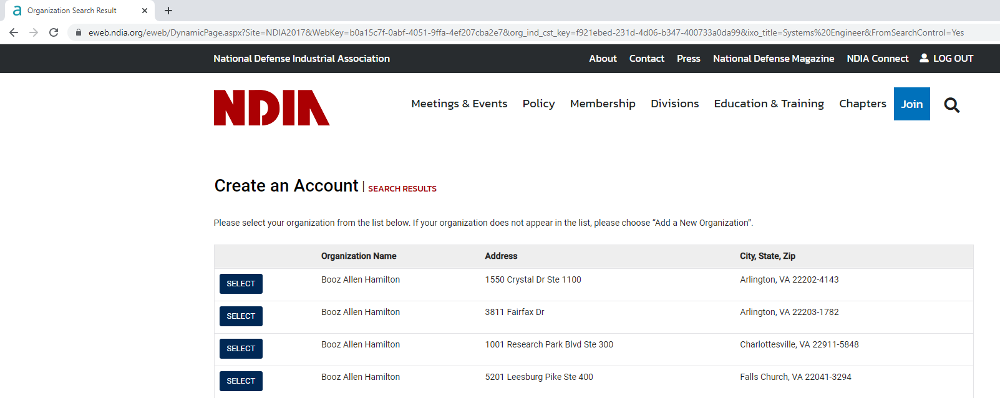 Organization Search Result
eweb.ndia.org/eweb/DynamicPage.aspx?Site=NDIA2017&WebKey=b0a15c7f-0abf-4051-9ffa-4ef207cba2e7&org_ind_cst_key=f921ebed-231d-4d06-b347-400733a0da99&ixo_title=Systems%20Engineer&FromSearchControl=Yes
National Defense Industrial Association About Contact Press National Defense Magazine NDIA Connect LOG OUT
NDIA Meetings & Events Policy Membership Divisions Education & Training Chapters Join
Create an Account | SEARCH RESULTS
Please select your organization from the list below. If your organization does not appear in the list, please choose “Add a New Organization”.
Organization Name Address City, State, Zip
SELECT Booz Allen Hamilton 1550 Crystal Dr Ste 1100 Arlington, VA 22202-4143
SELECT Booz Allen Hamilton 3811 Fairfax Dr Arlington, VA 22203-1782
SELECT Booz Allen Hamilton 1001 Research Park Blvd Ste 300 Charlottesville, VA 22911-5848
SELECT Booz Allen Hamilton 5201 Leesburg Pike Ste 400 Falls Church, VA 22041-3294